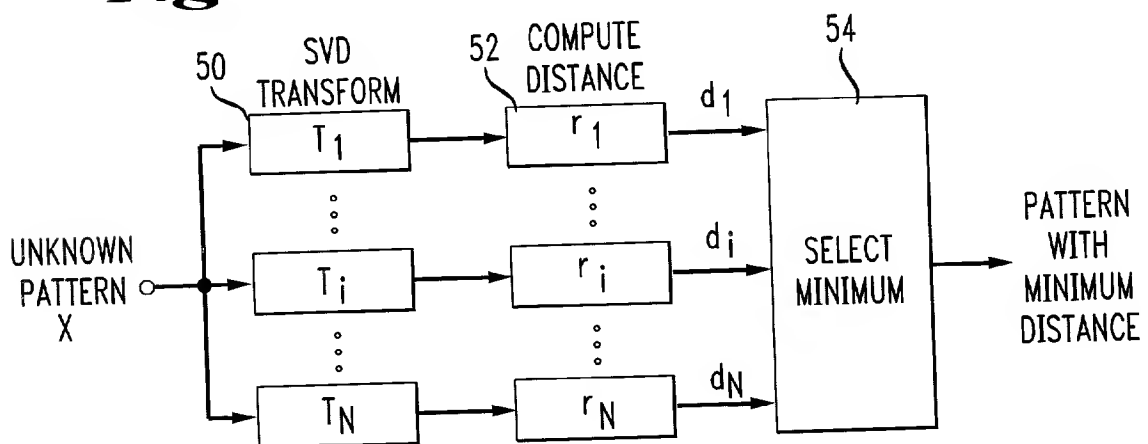 50
SVD
TRANSFORM
52
COMPUTE
DISTANCE
54
T1
r1
d1
UNKNOWN
PATTERN
X
Ti
ri
di
SELECT
MINIMUM
PATTERN
WITH
MINIMUM
DISTANCE
TN
rN
dN